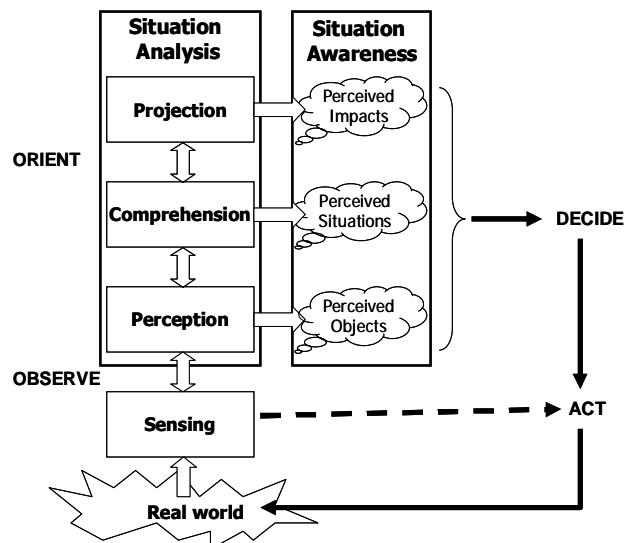 Situation
Analysis
Situation
Awareness
Projection
Perceived
Impacts
ORIENT
Comprehension
Perceived
Situations
DECIDE
Perception
Perceived
Objects
OBSERVE
Sensing
ACT
Real world